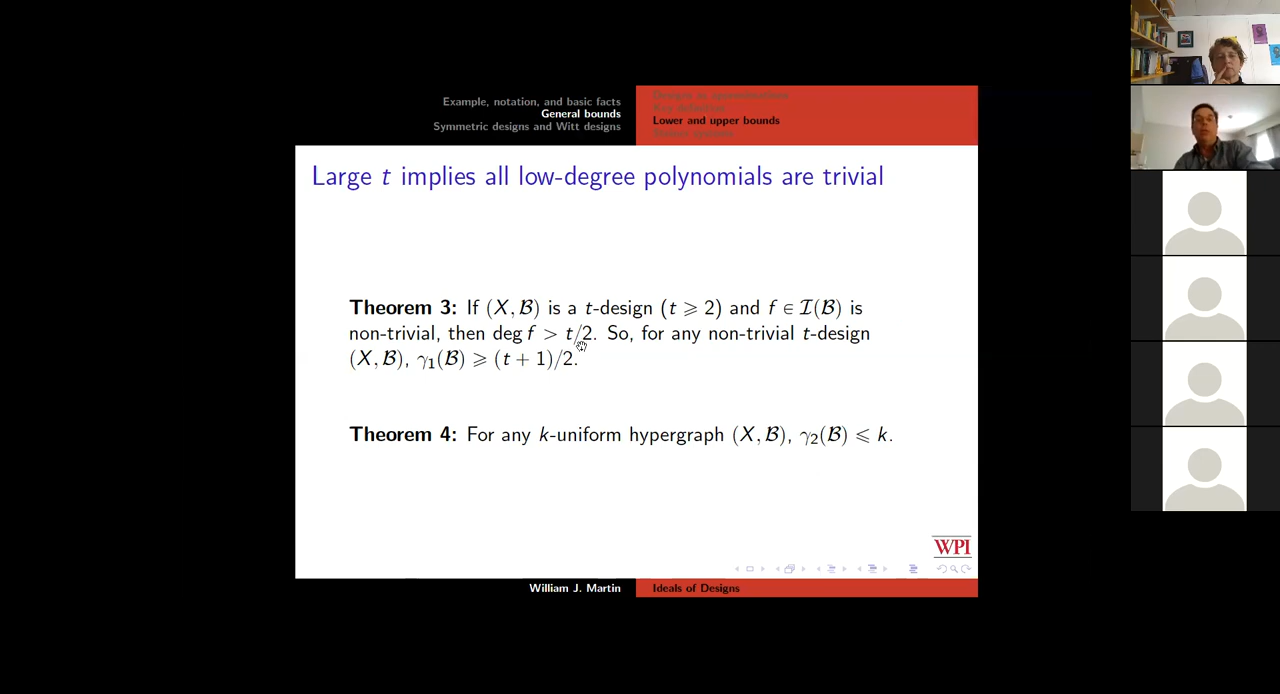 Example, notation, and basic facts
General bounds
Symmetric designs and Witt designs
Lower and upper bounds
Large t implies all low-degree polynomials are trivial
Theorem 3: If (X, ℬ) is a t-design (t ⩾ 2) and f ∈ ℐ(ℬ) is
non-trivial, then deg f > t/2. So, for any non-trivial t-design
(X, ℬ), γ₁(ℬ) ⩾ (t + 1)/2.
Theorem 4: For any k-uniform hypergraph (X, ℬ), γ₂(ℬ) ⩽ k.
WPI
William J. Martin
Ideals of Designs